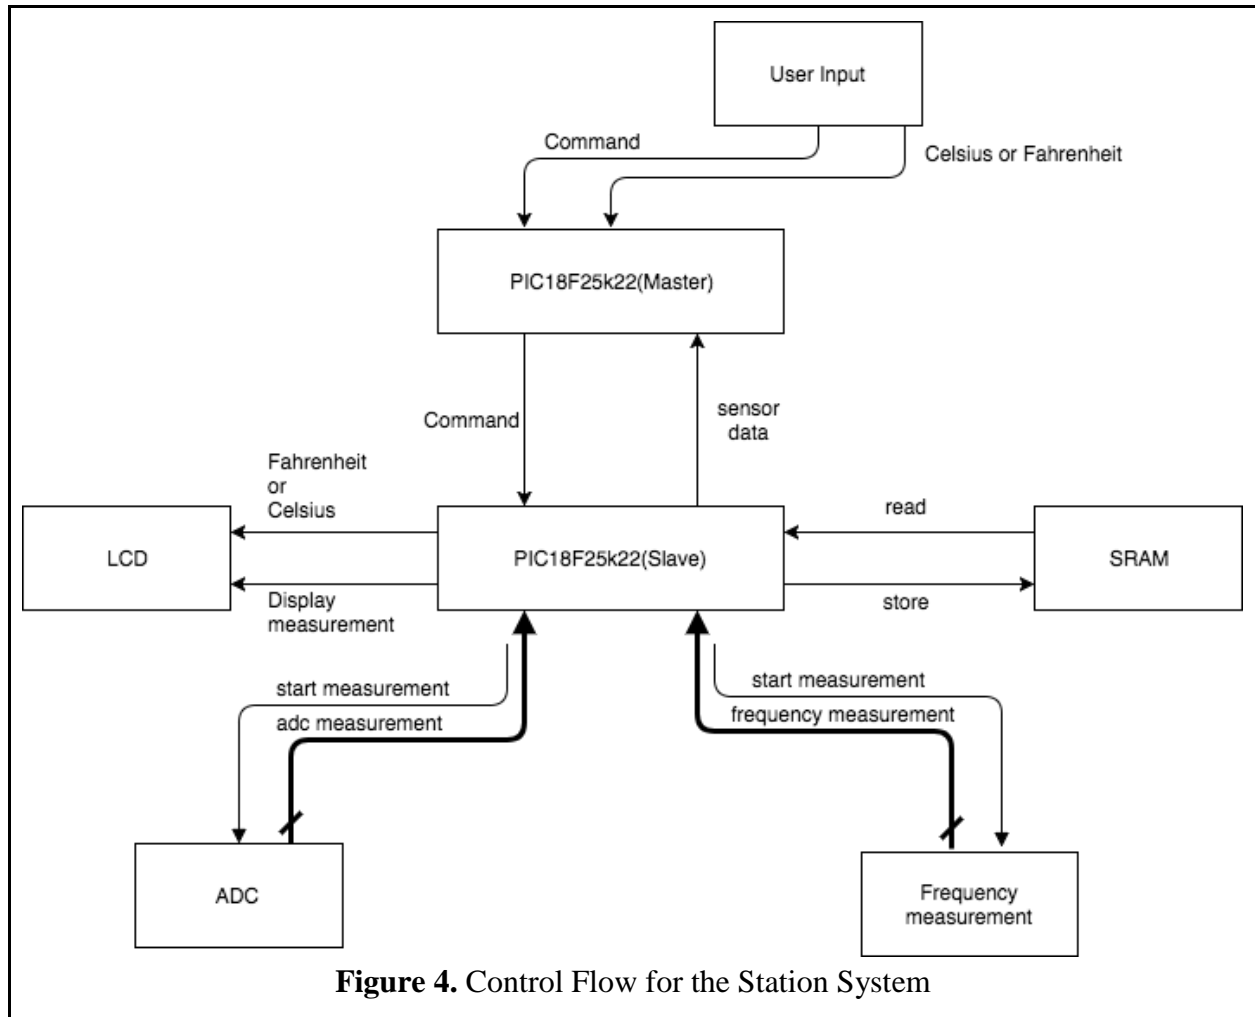 User Input
Command
Celsius or Fahrenheit
PIC18F25k22(Master)
Command
sensor
data
Fahrenheit
or
Celsius
read
LCD
PIC18F25k22(Slave)
SRAM
Display
measurement
store
start measurement
adc measurement
start measurement
frequency measurement
ADC
Frequency
measurement
Figure 4. Control Flow for the Station System